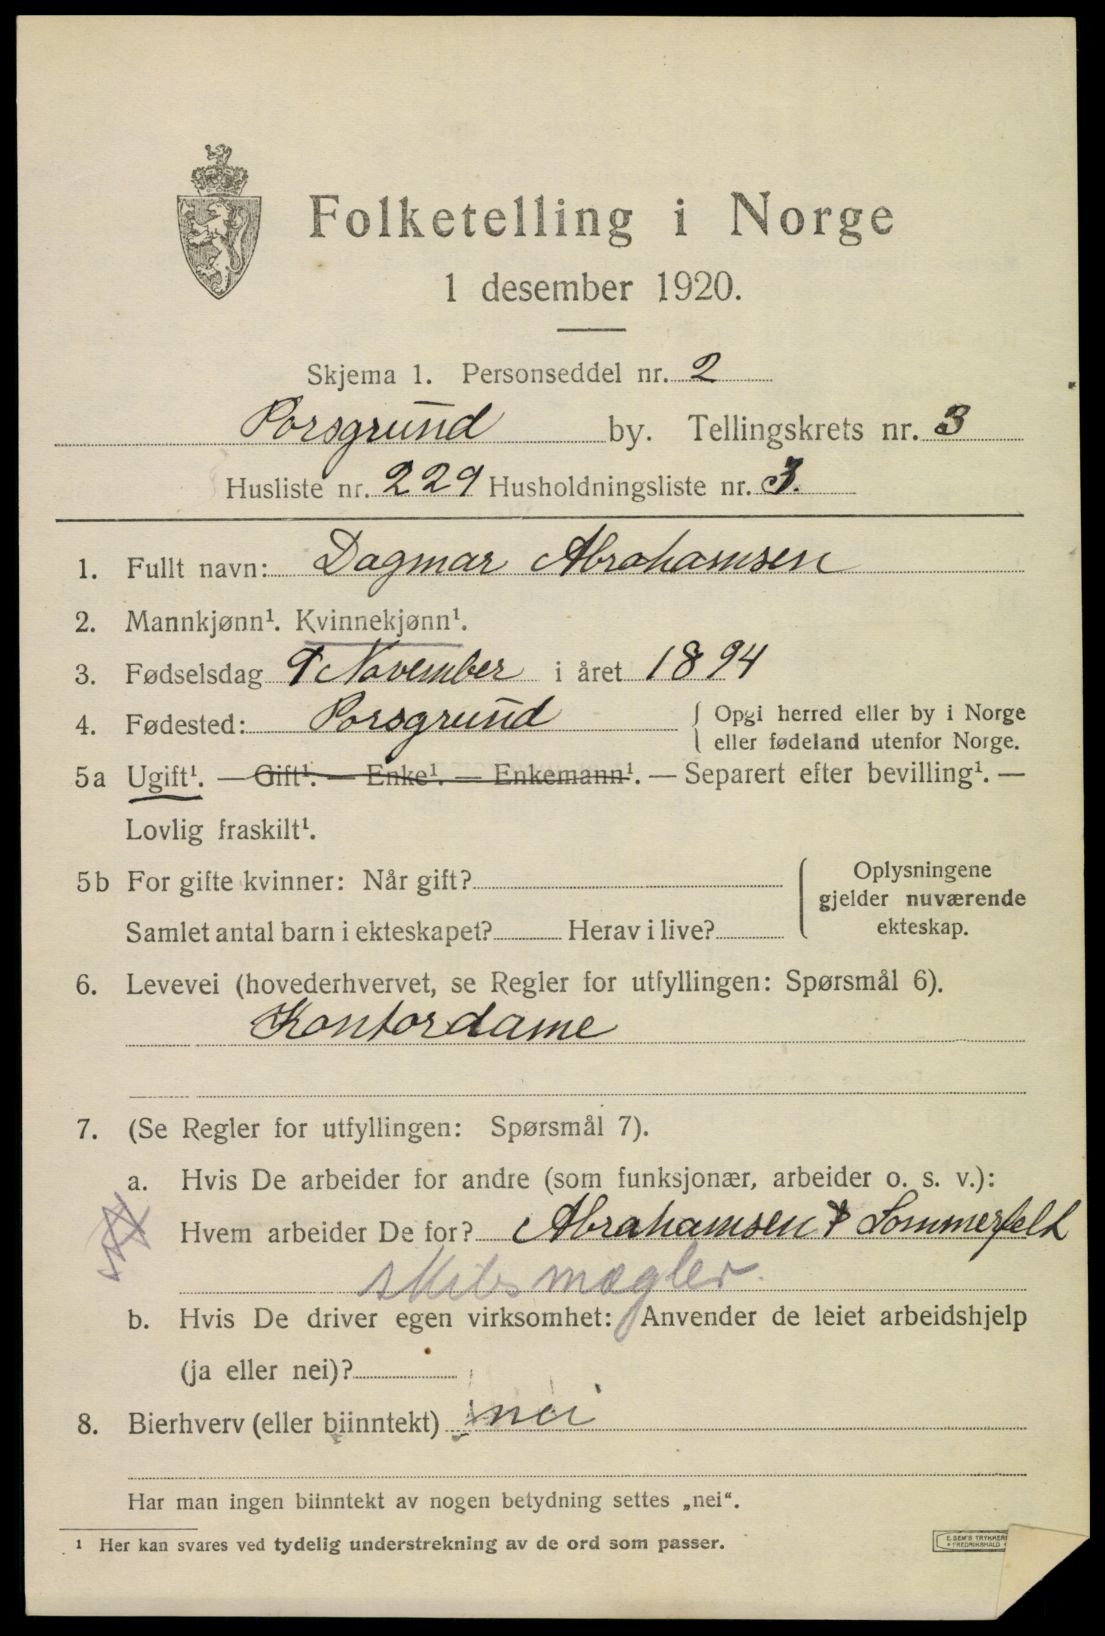 Folketelling i Norge
1 desember 1920.
Skjema 1. Personseddel nr. 2
Porsgrund by. Tellingskrets nr. 3
Husliste nr. 229 Husholdningsliste nr. 3.
1. Fullt navn: Dagmar Abrahamsen
2. Mannkjønn¹. Kvinnekjønn¹.
3. Fødselsdag 9 November i året 1894
4. Fødested: Porsgrund { Opgi herred eller by i Norge
eller fødeland utenfor Norge.
5a Ugift¹. — Gift¹. — Enke¹. — Enkemann¹. — Separert efter bevilling¹. —
Lovlig fraskilt¹.
5b For gifte kvinner: Når gift? { Oplysningene
gjelder nuværende
Samlet antal barn i ekteskapet? Herav i live? ekteskap.
6. Levevei (hovederhvervet, se Regler for utfyllingen: Spørsmål 6).
Kontordame
7. (Se Regler for utfyllingen: Spørsmål 7).
a. Hvis De arbeider for andre (som funksjonær, arbeider o. s. v.):
Hvem arbeider De for? Abrahamsen & Sommerfelt
skibsmægler.
b. Hvis De driver egen virksomhet: Anvender de leiet arbeidshjelp
(ja eller nei)?
8. Bierhverv (eller biinntekt) nei
Har man ingen biinntekt av nogen betydning settes „nei“.
¹ Her kan svares ved tydelig understrekning av de ord som passer.
E. SEM'S TRYKKERI
FREDRIKSHALD